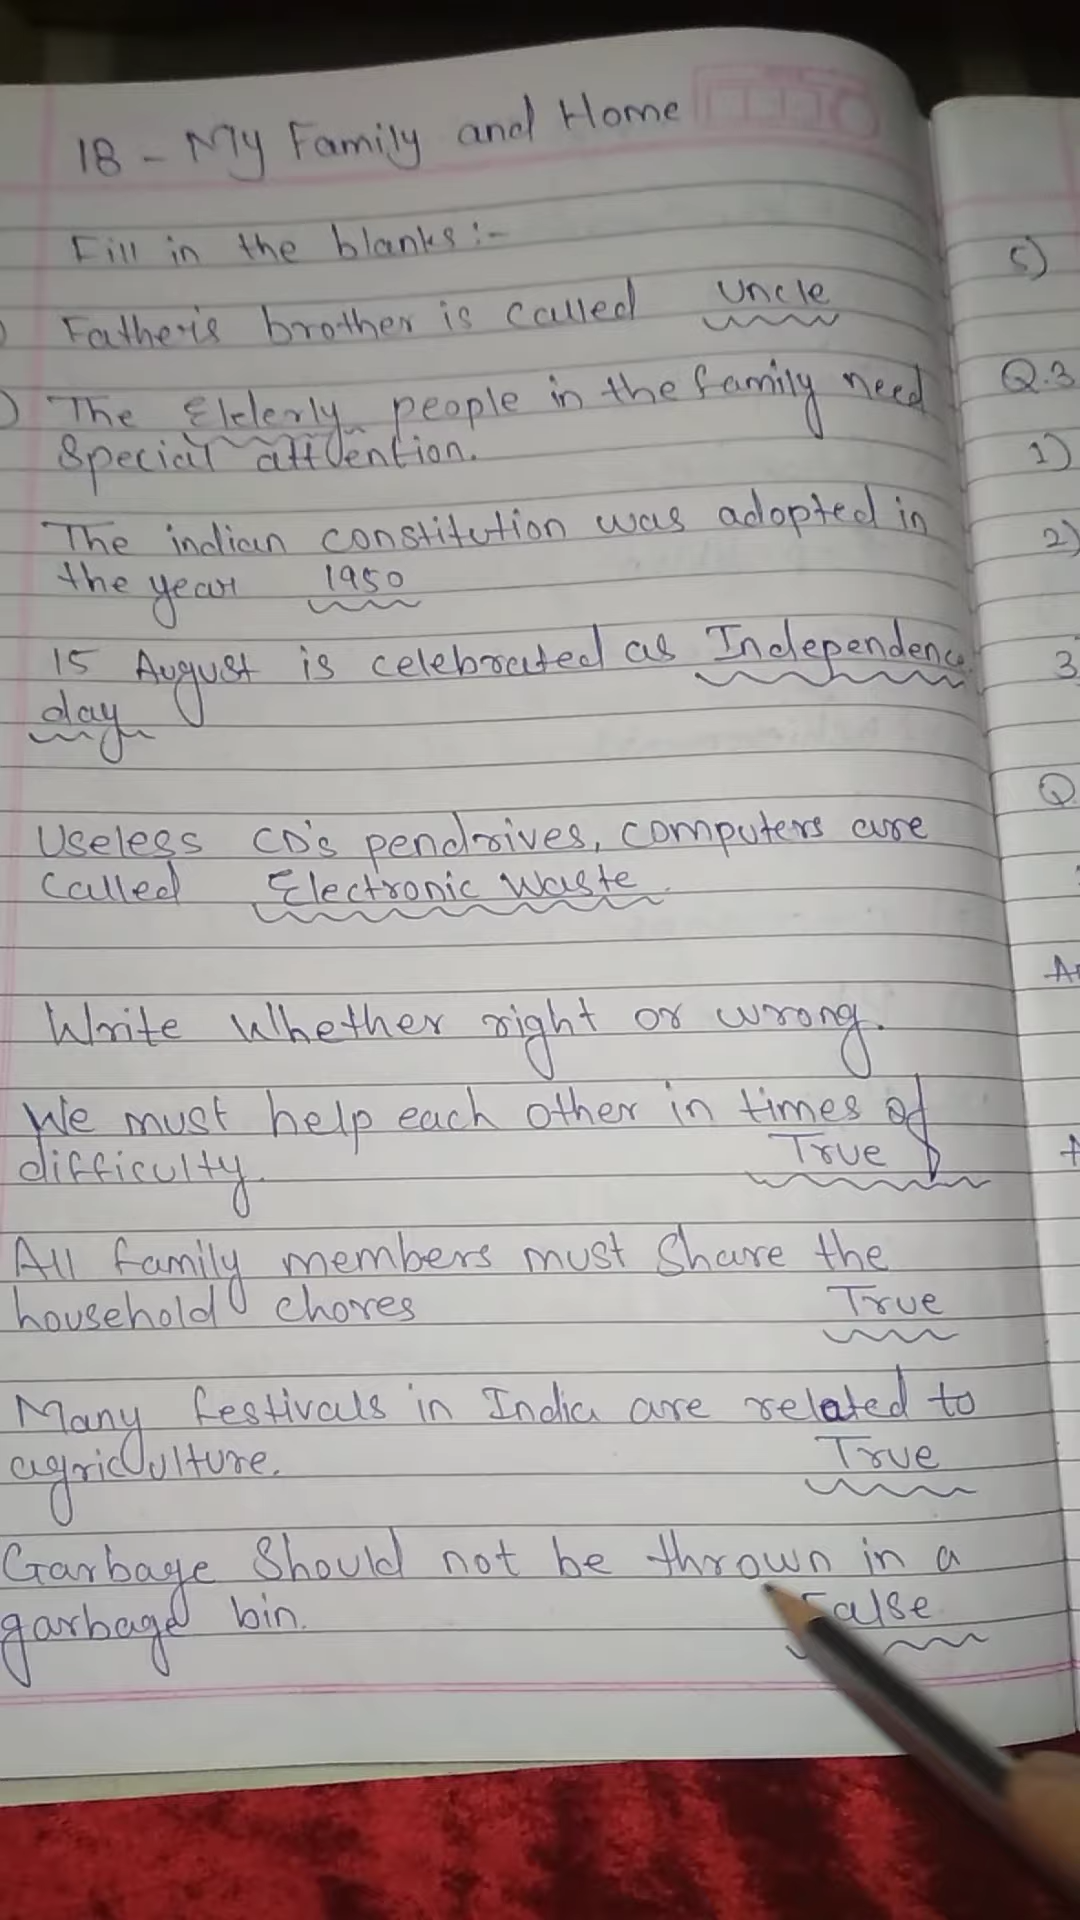 18 - My Family and Home
Fill in the blanks:-
Father's brother is called uncle
The Elderly people in the family need
Special attention.
The indian constitution was adopted in
the year 1950
15 August is celebrated as Independence
day
Useless CD's pendrives, computers are
called Electronic Waste.
Write Whether right or wrong.
We must help each other in times of
difficulty. True
All family members must Share the
household chores True
Many festivals in India are related to
agriculture. True
Garbage Should not be thrown in a
garbage bin. False
5)
Q.3
1)
2)
3
Q